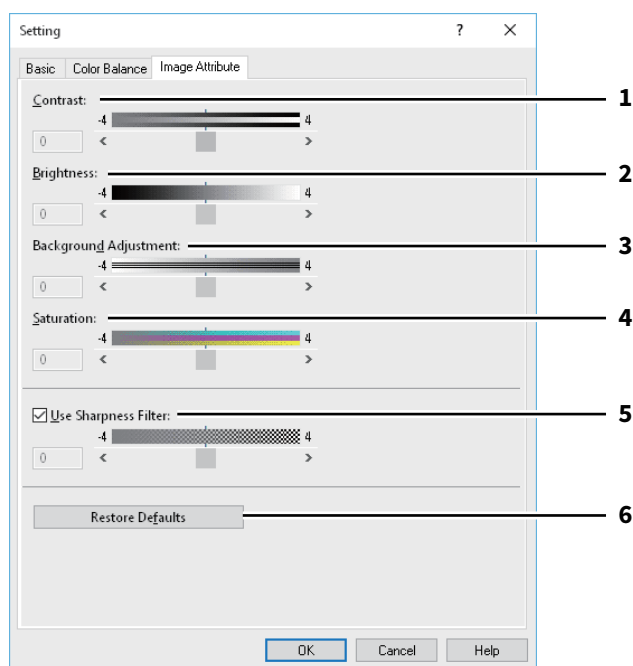 Setting ? ×
Basic Color Balance Image Attribute
Contrast: 1
-4 4
0 < >
Brightness: 2
-4 4
0 < >
Background Adjustment: 3
-4 4
0 < >
Saturation: 4
-4 4
0 < >
Use Sharpness Filter: 5
-4 4
0 < >
Restore Defaults 6
OK Cancel Help